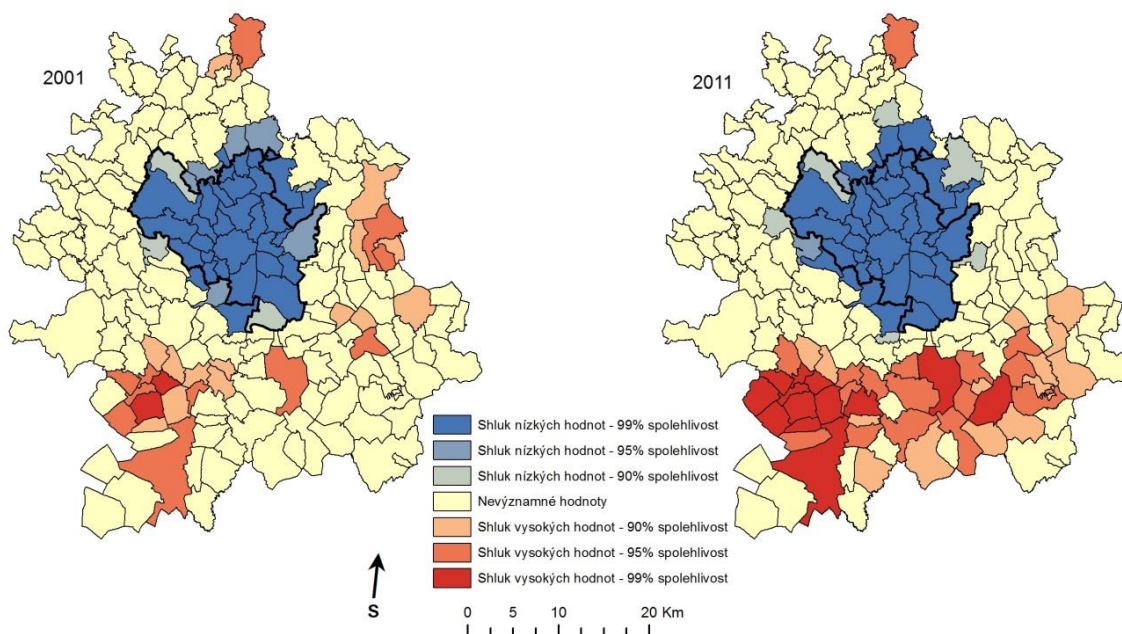 2001
2011
Shluk nízkých hodnot - 99% spolehlivost
Shluk nízkých hodnot - 95% spolehlivost
Shluk nízkých hodnot - 90% spolehlivost
Nevýznamné hodnoty
Shluk vysokých hodnot - 90% spolehlivost
Shluk vysokých hodnot - 95% spolehlivost
Shluk vysokých hodnot - 99% spolehlivost
S
0 5 10 20 Km